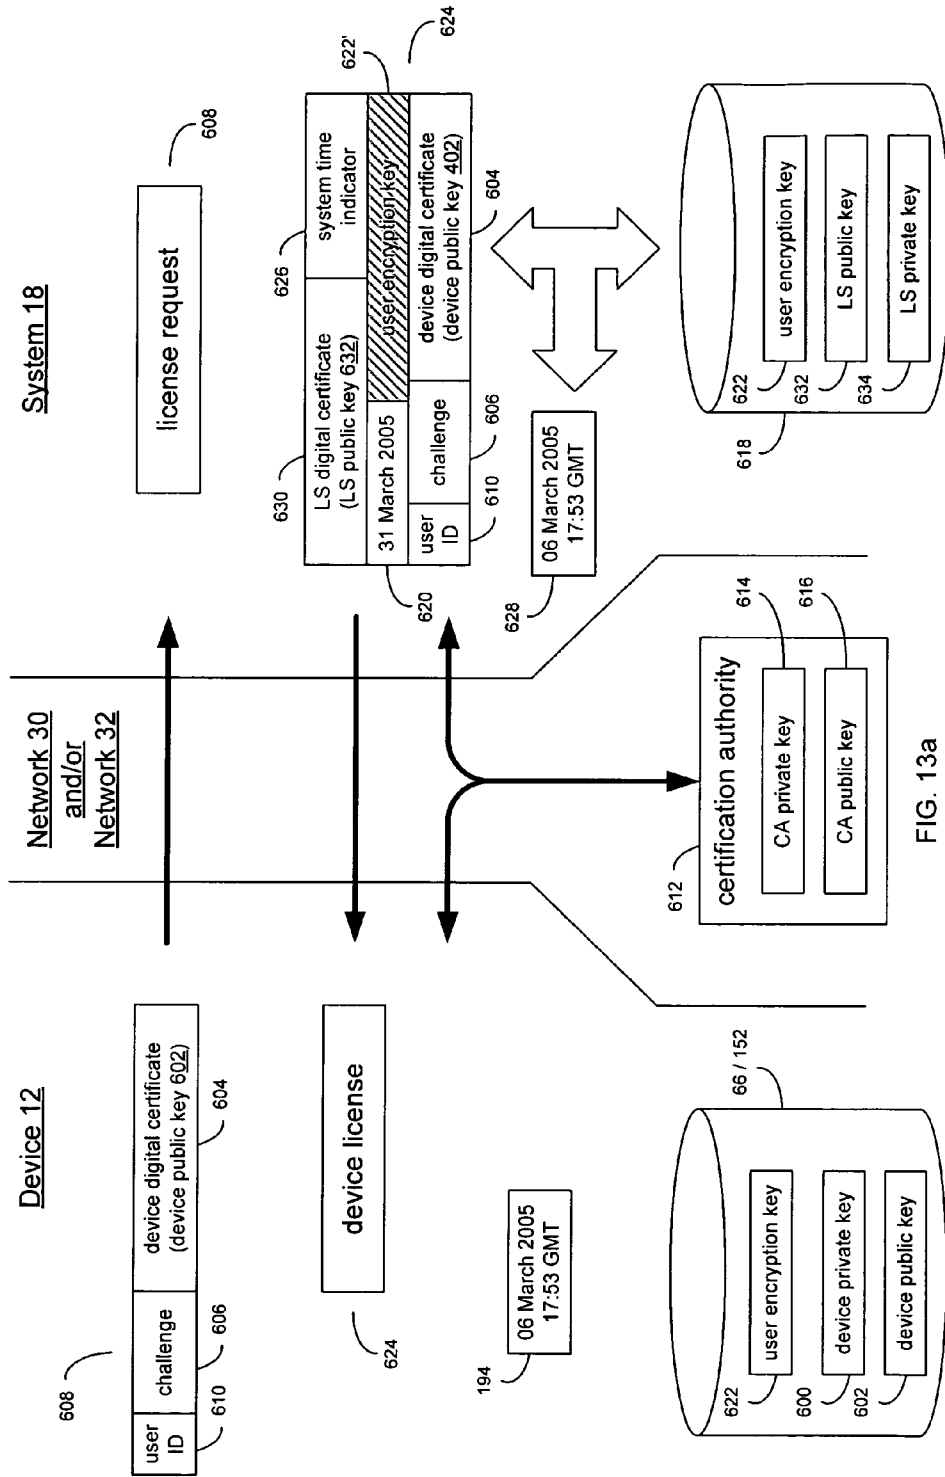 Device 12
608
user
ID
challenge
device digital certificate
(device public key 602)
610
606
604
device license
624
194
06 March 2005
17:53 GMT
66 / 152
622
user encryption key
600
device private key
602
device public key
Network 30
and/or
Network 32
612
certification authority
CA private key
614
CA public key
616
System 18
license request
608
630
626
622'
624
LS digital certificate
(LS public key 632)
system time
indicator
31 March 2005
user encryption key
user
ID
challenge
device digital certificate
(device public key 402)
620
610
606
604
628
06 March 2005
17:53 GMT
618
622
user encryption key
632
LS public key
634
LS private key
FIG. 13a